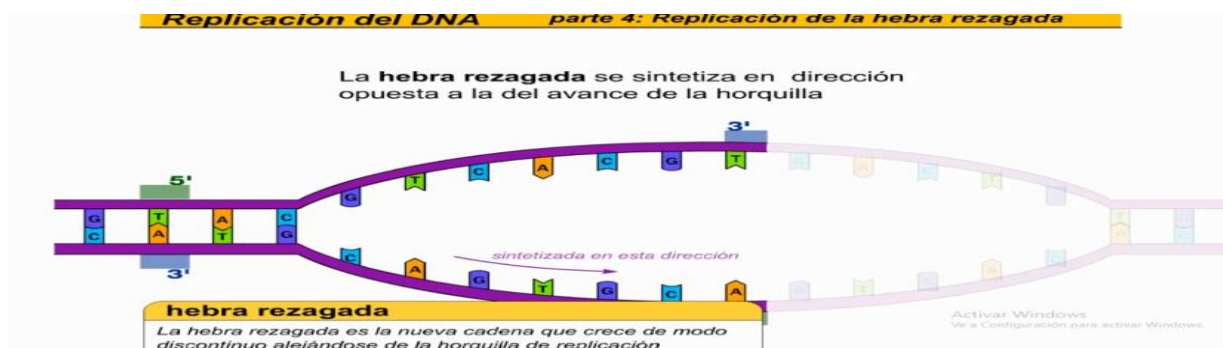 Replicación del DNA parte 4: Replicación de la hebra rezagada
La hebra rezagada se sintetiza en dirección
opuesta a la del avance de la horquilla
3'
5'
G T A C G T C A C G T G A C T G T G
C A T G C A G T G C A G T C A C A
sintetizada en esta dirección
3'
hebra rezagada
La hebra rezagada es la nueva cadena que crece de modo
discontinuo alejándose de la horquilla de replicación
Activar Windows
Ve a Configuración para activar Windows.